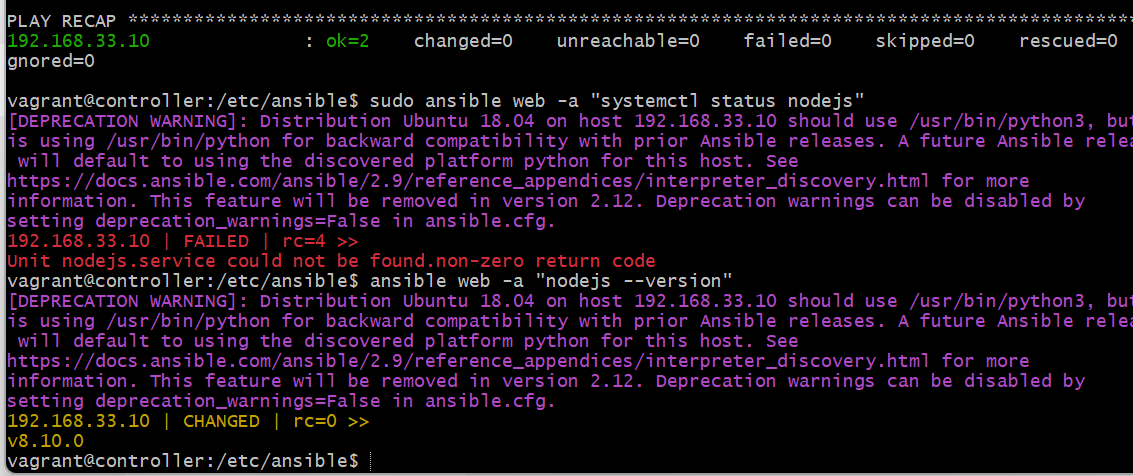 PLAY RECAP *********************************************************************************************
192.168.33.10 : ok=2 changed=0 unreachable=0 failed=0 skipped=0 rescued=0
gnored=0
vagrant@controller:/etc/ansible$ sudo ansible web -a "systemctl status nodejs"
[DEPRECATION WARNING]: Distribution Ubuntu 18.04 on host 192.168.33.10 should use /usr/bin/python3, but
is using /usr/bin/python for backward compatibility with prior Ansible releases. A future Ansible relea
will default to using the discovered platform python for this host. See
https://docs.ansible.com/ansible/2.9/reference_appendices/interpreter_discovery.html for more
information. This feature will be removed in version 2.12. Deprecation warnings can be disabled by
setting deprecation_warnings=False in ansible.cfg.
192.168.33.10 | FAILED | rc=4 >>
Unit nodejs.service could not be found.non-zero return code
vagrant@controller:/etc/ansible$ ansible web -a "nodejs --version"
[DEPRECATION WARNING]: Distribution Ubuntu 18.04 on host 192.168.33.10 should use /usr/bin/python3, but
is using /usr/bin/python for backward compatibility with prior Ansible releases. A future Ansible relea
will default to using the discovered platform python for this host. See
https://docs.ansible.com/ansible/2.9/reference_appendices/interpreter_discovery.html for more
information. This feature will be removed in version 2.12. Deprecation warnings can be disabled by
setting deprecation_warnings=False in ansible.cfg.
192.168.33.10 | CHANGED | rc=0 >>
v8.10.0
vagrant@controller:/etc/ansible$